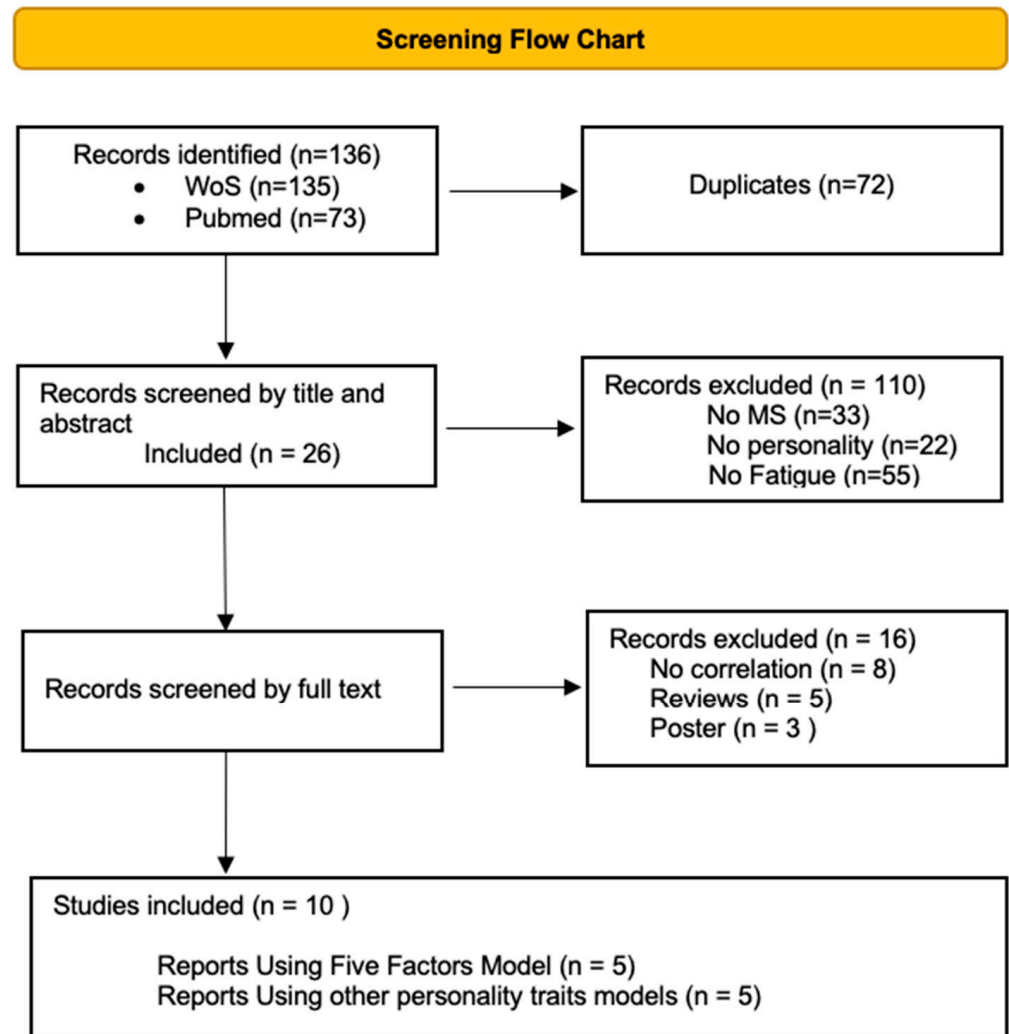 Screening Flow Chart
Records identified (n=136)
• WoS (n=135)
• Pubmed (n=73)
Duplicates (n=72)
Records screened by title and
abstract
Included (n = 26)
Records excluded (n = 110)
No MS (n=33)
No personality (n=22)
No Fatigue (n=55)
Records screened by full text
Records excluded (n = 16)
No correlation (n = 8)
Reviews (n = 5)
Poster (n = 3 )
Studies included (n = 10 )
Reports Using Five Factors Model (n = 5)
Reports Using other personality traits models (n = 5)